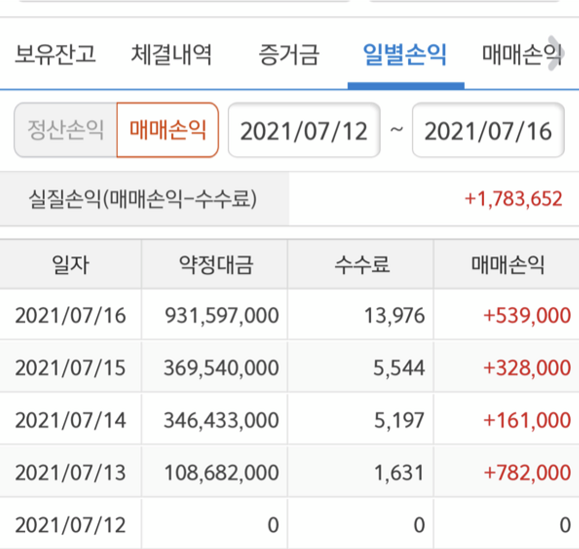 보유잔고 체결내역 증거금 일별손익 매매손익
정산손익 매매손익 2021/07/12 ~ 2021/07/16
실질손익(매매손익-수수료) +1,783,652
일자 약정대금 수수료 매매손익
2021/07/16 931,597,000 13,976 +539,000
2021/07/15 369,540,000 5,544 +328,000
2021/07/14 346,433,000 5,197 +161,000
2021/07/13 108,682,000 1,631 +782,000
2021/07/12 0 0 0